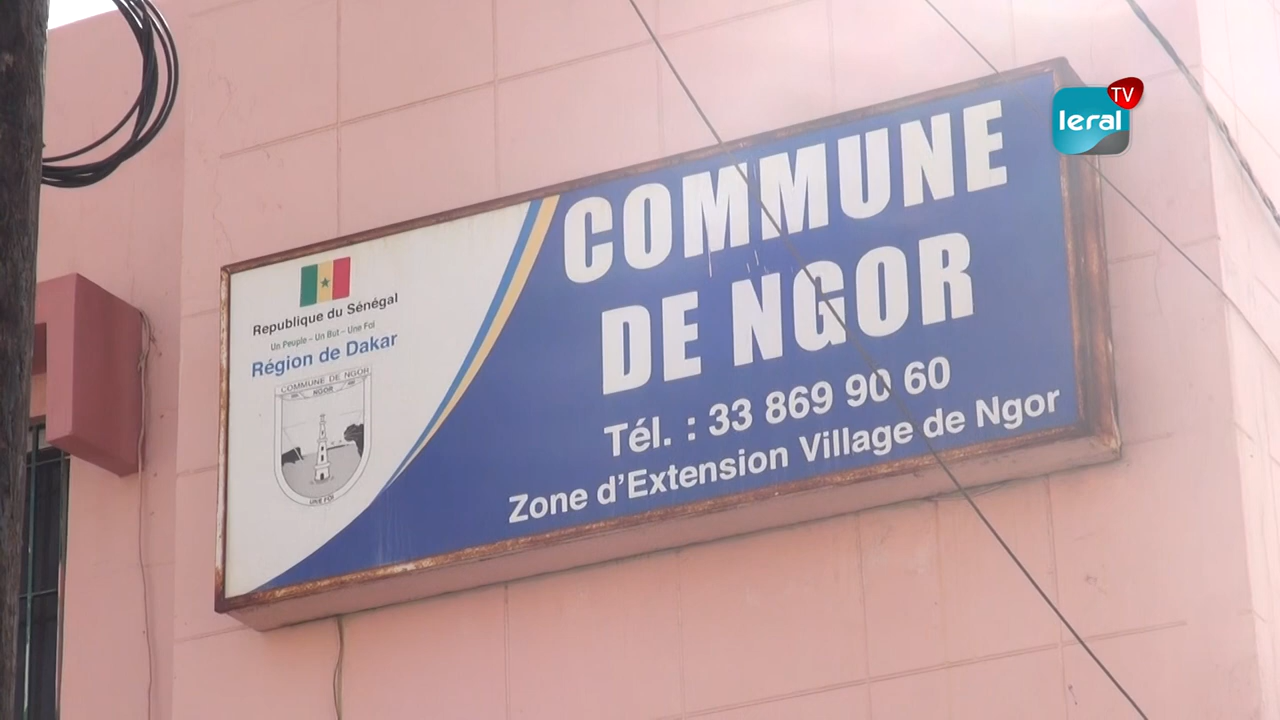 leral TV
COMMUNE
DE NGOR
Tél. : 33 869 90 60
Zone d'Extension Village de Ngor
Republique du Sénégal
Un Peuple – Un But – Une Foi
Région de Dakar
COMMUNE DE NGOR
NGOR
UNE FOI